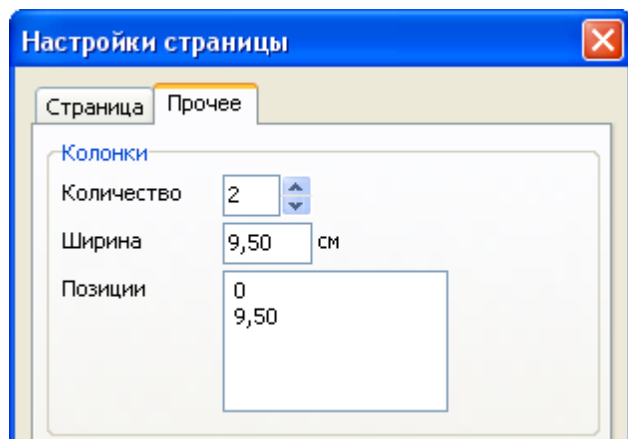 Настройки страницы
Страница Прочее
Колонки
Количество 2
Ширина 9,50 см
Позиции 0
9,50